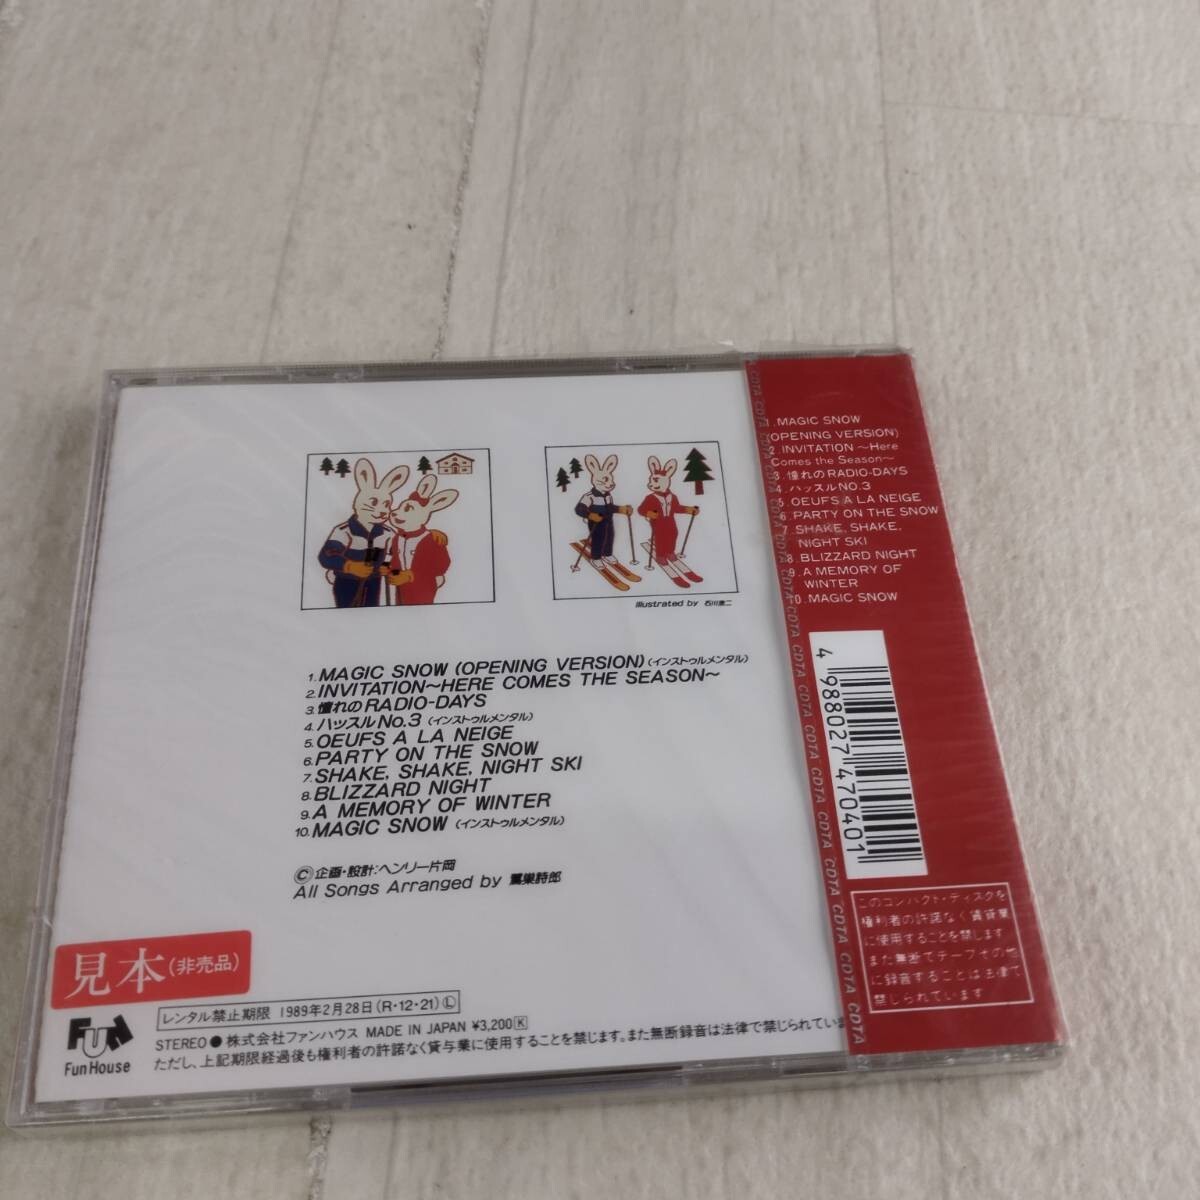 illustrated by 石川圭二
1. MAGIC SNOW (OPENING VERSION) (インストゥルメンタル)
2. INVITATION〜HERE COMES THE SEASON〜
3. 憧れのRADIO-DAYS
4. ハッスルNo.3 (インストゥルメンタル)
5. OEUFS A LA NEIGE
6. PARTY ON THE SNOW
7. SHAKE, SHAKE, NIGHT SKI
8. BLIZZARD NIGHT
9. A MEMORY OF WINTER
10. MAGIC SNOW (インストゥルメンタル)
Ⓒ企画・設計:ヘンリー片岡
All Songs Arranged by
見本(非売品)
FUN
Fun House
レンタル禁止期限 1989年2月28日(R・12・21)Ⓛ
STEREO ● 株式会社ファンハウス MADE IN JAPAN ¥3,200 K
ただし、上記期限経過後も権利者の許諾なく貸与業に使用することを禁じます。また無断録音は法律で禁じられていま
1. MAGIC SNOW
(OPENING VERSION)
2. INVITATION 〜Here
Comes the Season〜
3. 憧れのRADIO-DAYS
4. ハッスルNO.3
5. OEUFS A LA NEIGE
6. PARTY ON THE SNOW
7. SHAKE, SHAKE,
NIGHT SKI
8. BLIZZARD NIGHT
9. A MEMORY OF
WINTER
10. MAGIC SNOW
CDTA CDTA CDTA CDTA CDTA CDTA CDTA CDTA CDTA CDTA CDTA CDTA
4 988027 470401
このコンパクト・ディスクを
権利者の許諾なく賃貸業
に使用することを禁じます
また無断でテープその他
に録音することは法律で
禁じられています